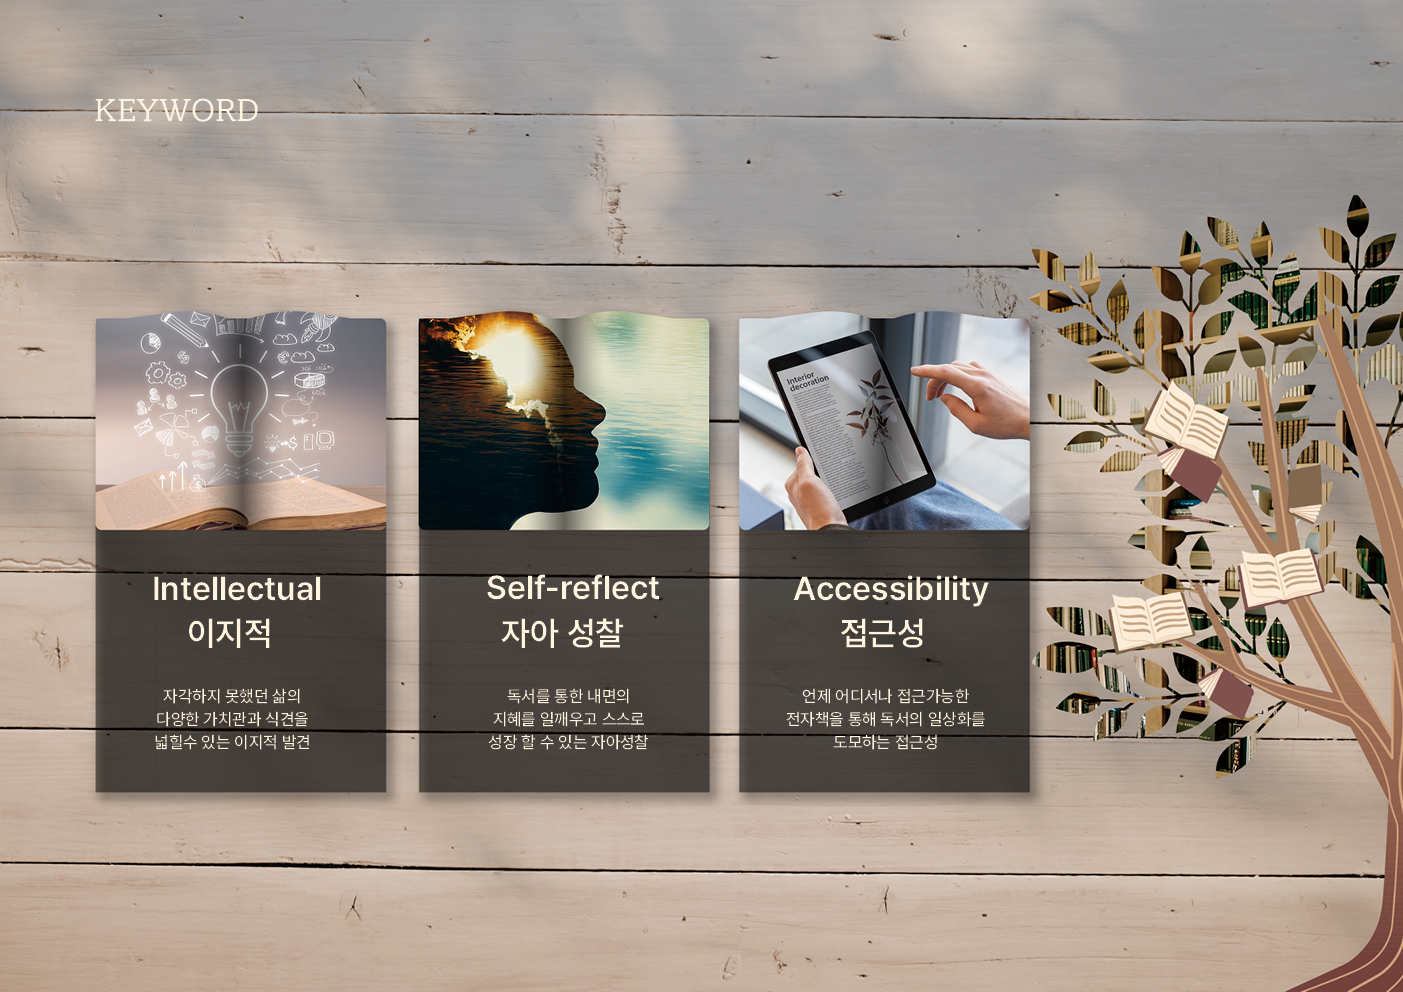 KEYWORD
Interior
decoration
Intellectual
이지적
자각하지 못했던 삶의
다양한 가치관과 식견을
넓힐수 있는 이지적 발견
Self-reflect
자아 성찰
독서를 통한 내면의
지혜를 일깨우고 스스로
성장 할 수 있는 자아성찰
Accessibility
접근성
언제 어디서나 접근가능한
전자책을 통해 독서의 일상화를
도모하는 접근성